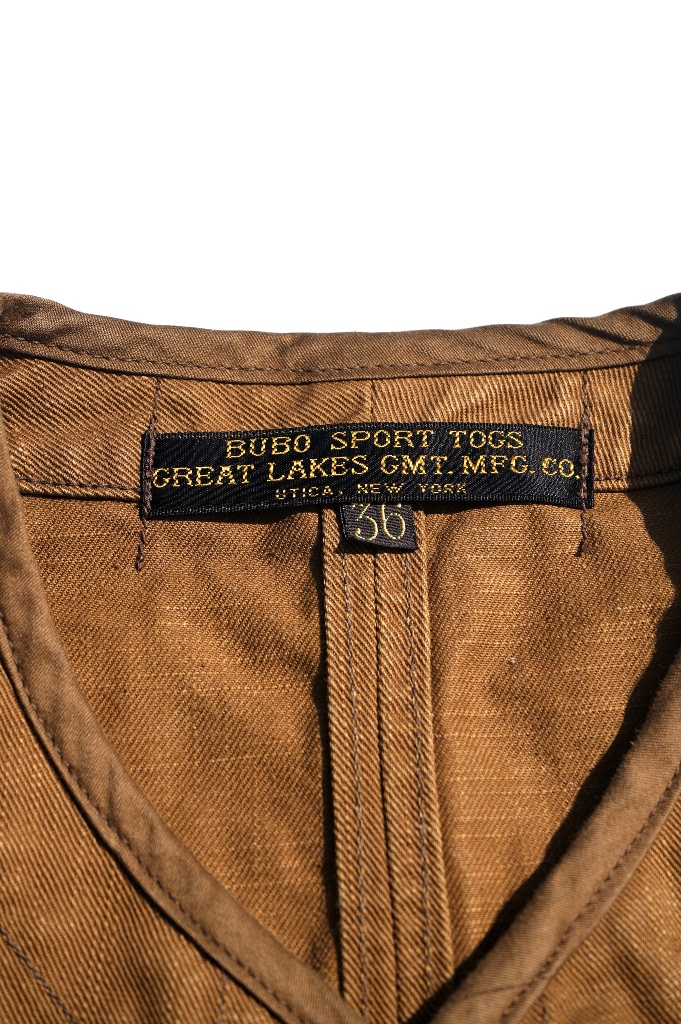 BUBO SPORT TOGS
GREAT LAKES GMT. MFG. CO.
UTICA, NEW YORK
36